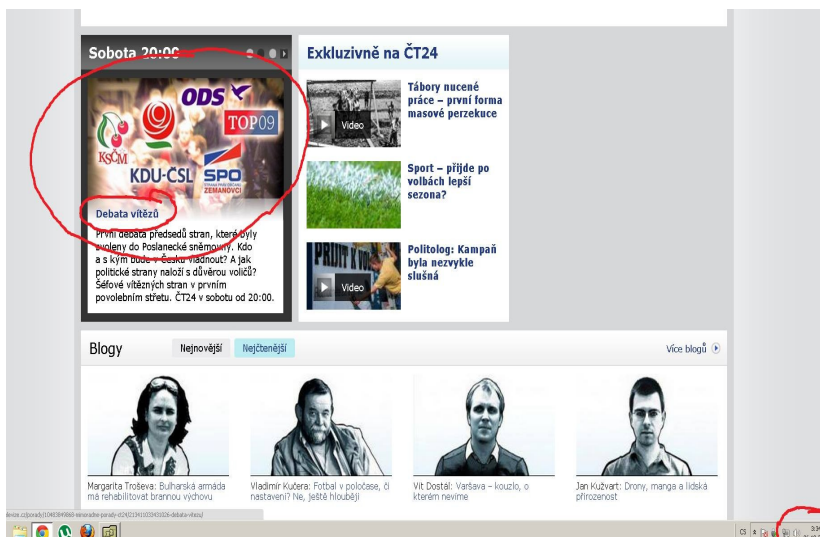 Sobota 20:00
ODS
TOP09
KSČM
KDU-ČSL
SPO
STRANA PRÁV OBČANŮ
ZEMANOVCI
Debata vítězů
První debata předsedů stran, které byly
zvoleny do Poslanecké sněmovny. Kdo
a s kým bude v Česku vládnout? A jak
politické strany naloží s důvěrou voličů?
Šéfové vítězných stran v prvním
povolebním střetu. ČT24 v sobotu od 20:00.
Exkluzivně na ČT24
Video
Tábory nucené
práce – první forma
masové perzekuce
Sport – přijde po
volbách lepší
sezona?
PŘIJĎ K VO
Video
Politolog: Kampaň
byla nezvykle
slušná
Blogy
Nejnovější
Nejčtenější
Více blogů
Margarita Troševa: Bulharská armáda
má rehabilitovat brannou výchovu
Vladimír Kučera: Fotbal v poločase, či
nastavení? Ne, ještě hlouběji
Vít Dostál: Varšava – kouzlo, o
kterém nevíme
Jan Kužvart: Drony, manga a lidská
přirozenost
CS